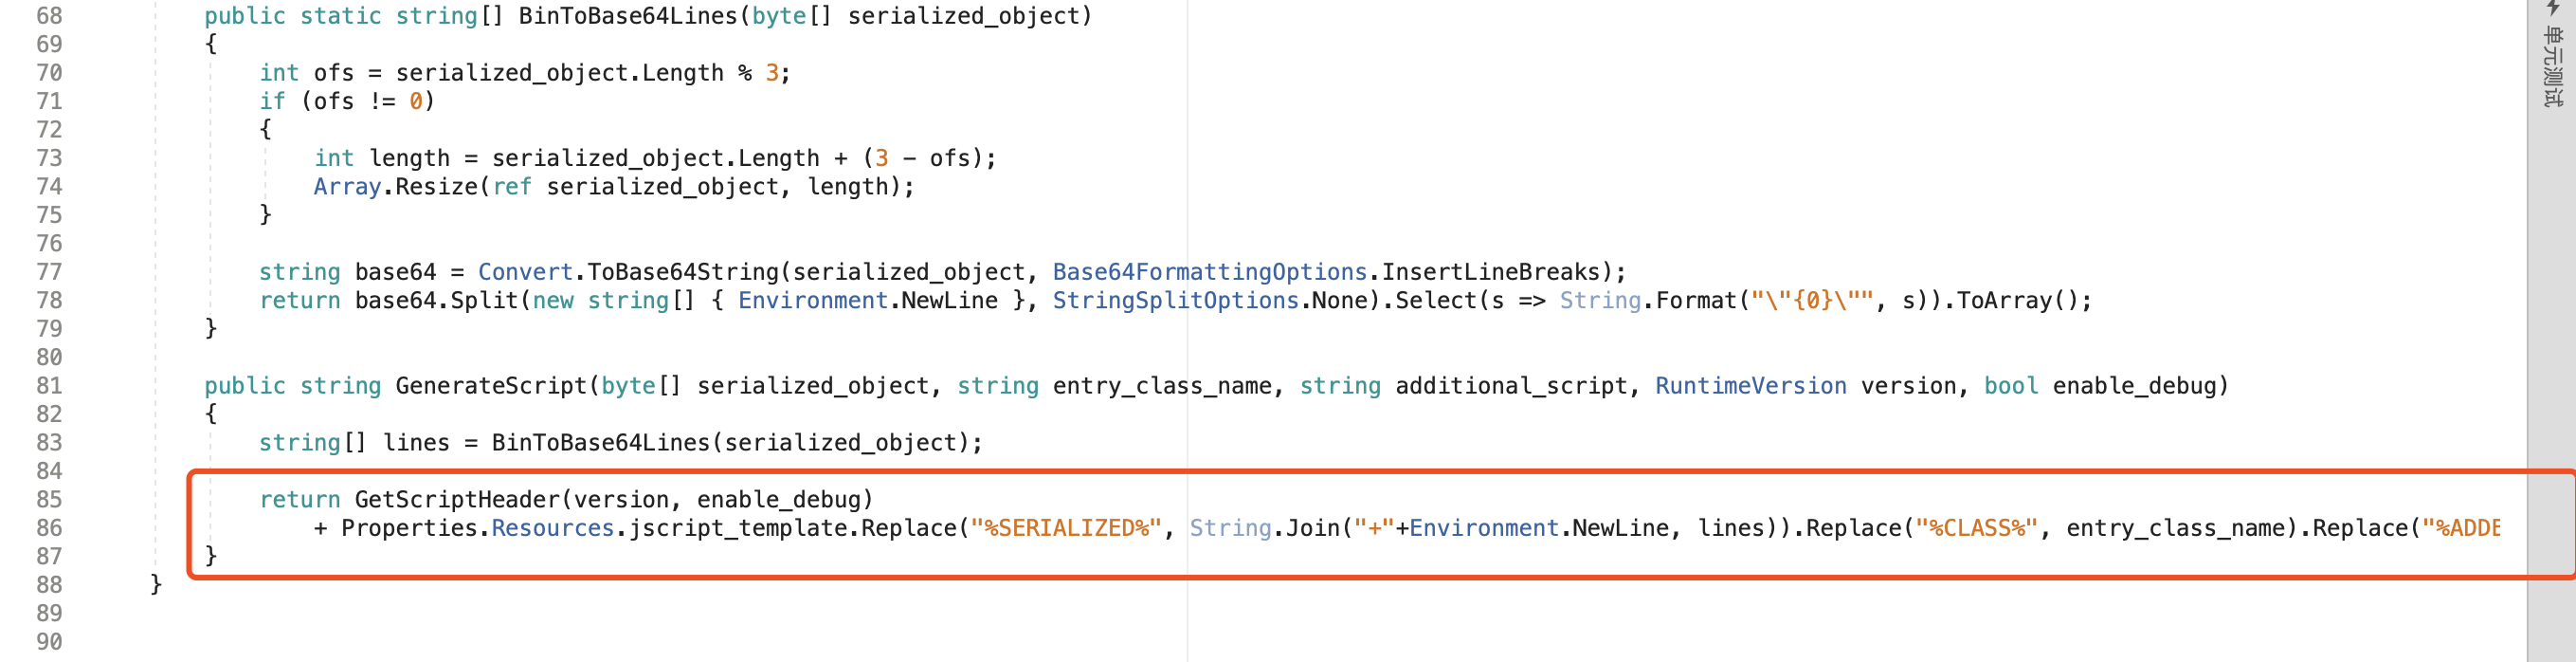 68 public static string[] BinToBase64Lines(byte[] serialized_object)
69 {
70 int ofs = serialized_object.Length % 3;
71 if (ofs != 0)
72 {
73 int length = serialized_object.Length + (3 - ofs);
74 Array.Resize(ref serialized_object, length);
75 }
76
77 string base64 = Convert.ToBase64String(serialized_object, Base64FormattingOptions.InsertLineBreaks);
78 return base64.Split(new string[] { Environment.NewLine }, StringSplitOptions.None).Select(s => String.Format("\"{0}\"", s)).ToArray();
79 }
80
81 public string GenerateScript(byte[] serialized_object, string entry_class_name, string additional_script, RuntimeVersion version, bool enable_debug)
82 {
83 string[] lines = BinToBase64Lines(serialized_object);
84
85 return GetScriptHeader(version, enable_debug)
86 + Properties.Resources.jscript_template.Replace("%SERIALIZED%", String.Join("+"+Environment.NewLine, lines)).Replace("%CLASS%", entry_class_name).Replace("%ADDE
87 }
88 }
89
90
单元测试